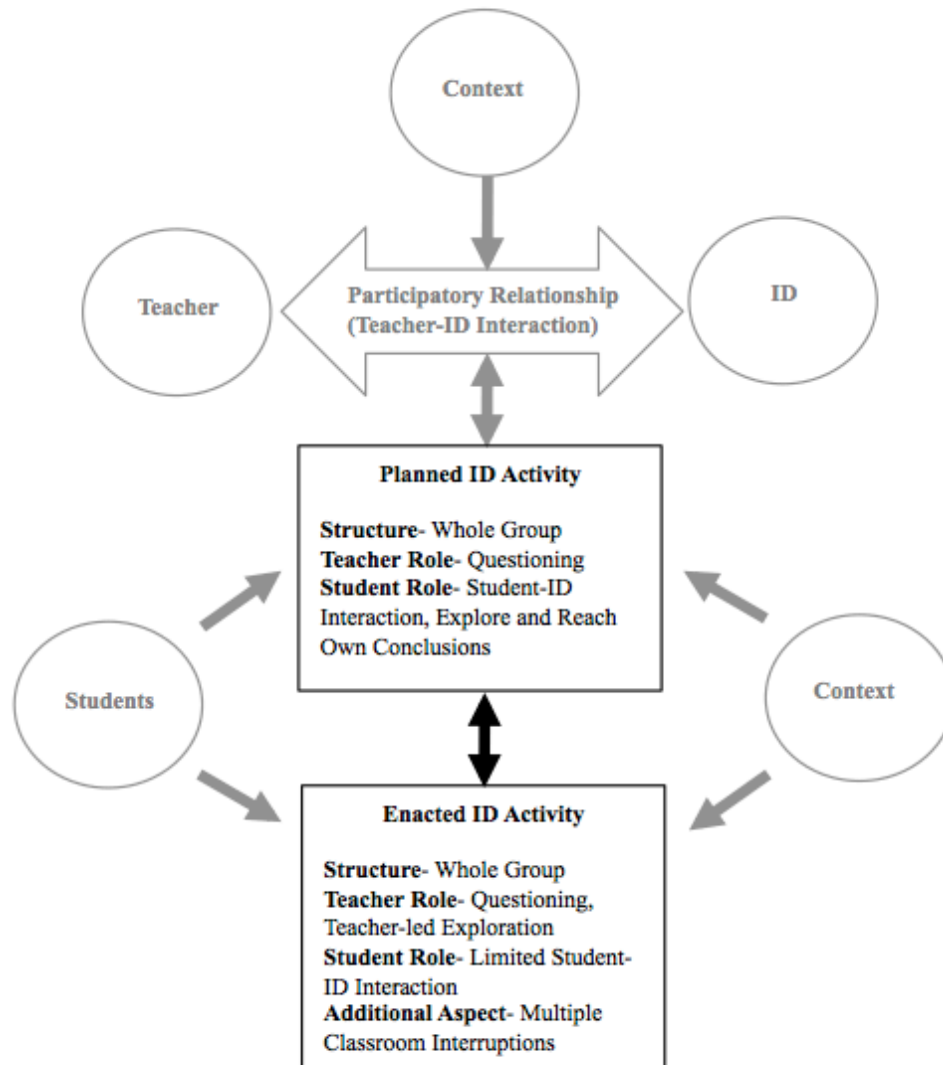 Context
Teacher
Participatory Relationship
(Teacher-ID Interaction)
ID
Planned ID Activity
Structure- Whole Group
Teacher Role- Questioning
Student Role- Student-ID
Interaction, Explore and Reach
Own Conclusions
Students
Context
Enacted ID Activity
Structure- Whole Group
Teacher Role- Questioning,
Teacher-led Exploration
Student Role- Limited Student-
ID Interaction
Additional Aspect- Multiple
Classroom Interruptions